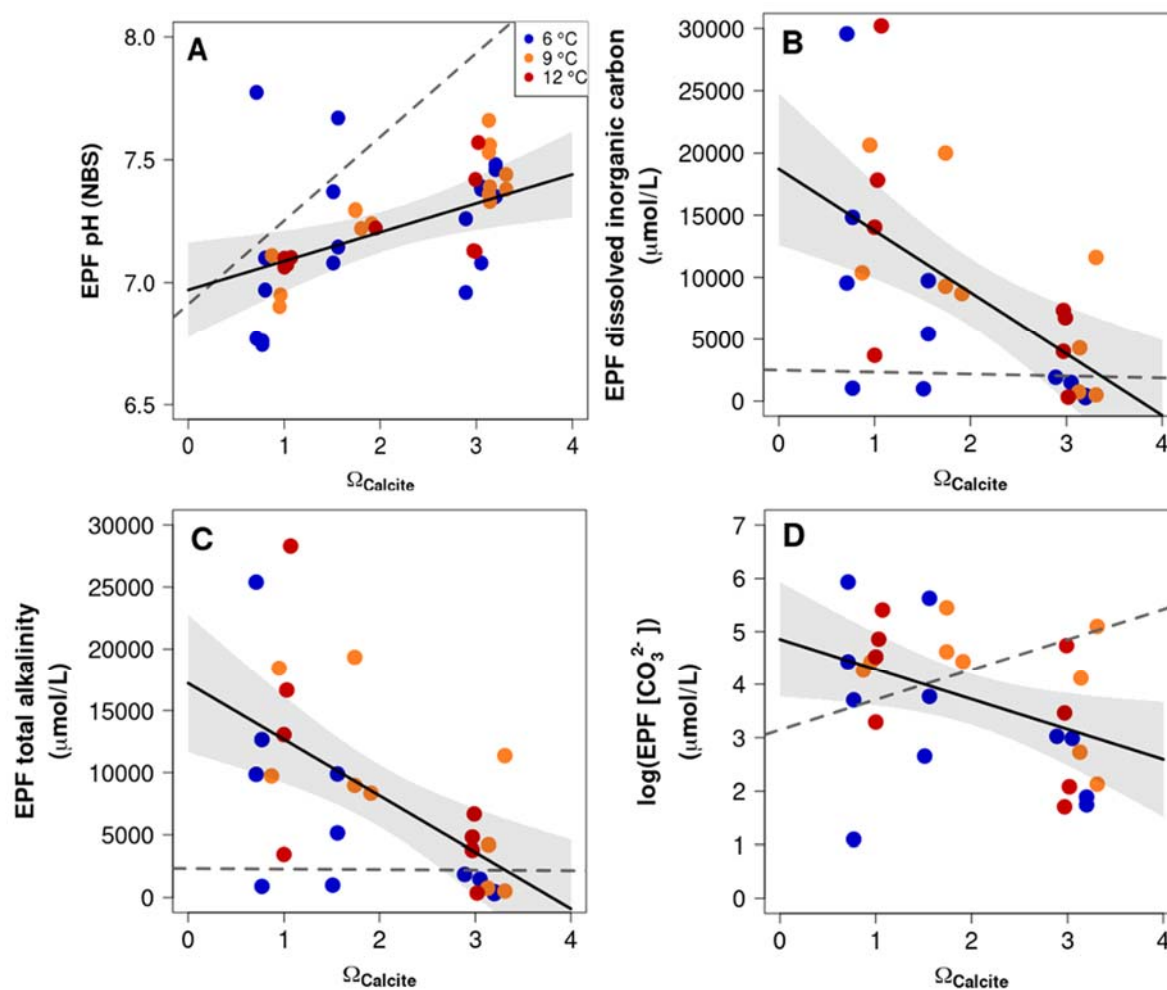 A
6 °C
9 °C
12 °C
8.0
7.5
7.0
6.5
EPF pH (NBS)
0 1 2 3 4
ΩCalcite
B
30000
25000
20000
15000
10000
5000
0
EPF dissolved inorganic carbon
(μmol/L)
0 1 2 3 4
ΩCalcite
C
30000
25000
20000
15000
10000
5000
0
EPF total alkalinity
(μmol/L)
0 1 2 3 4
ΩCalcite
D
7
6
5
4
3
2
1
0
log(EPF [CO₃²⁻])
(μmol/L)
0 1 2 3 4
ΩCalcite